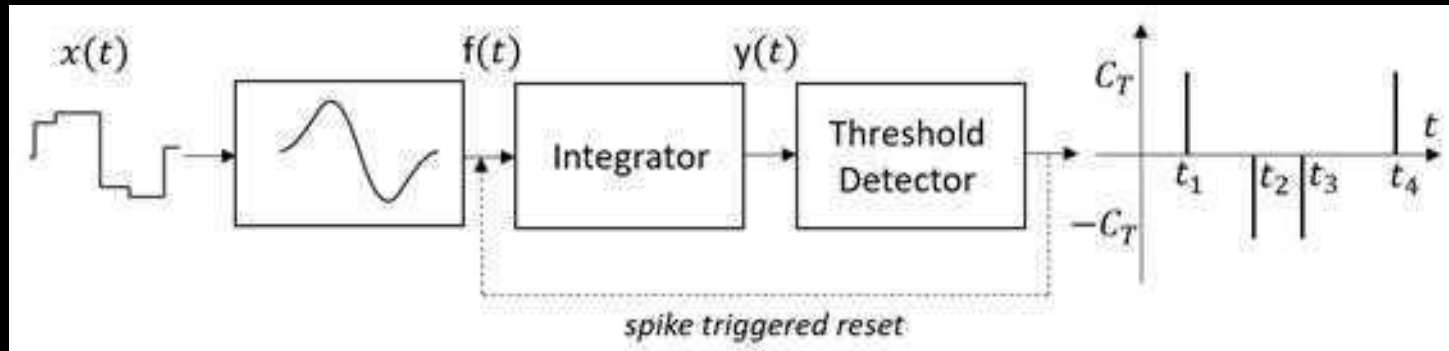 x(t)
f(t)
y(t)
Integrator
Threshold
Detector
spike triggered reset
C_T
t
t_1
t_2
t_3
t_4
−C_T